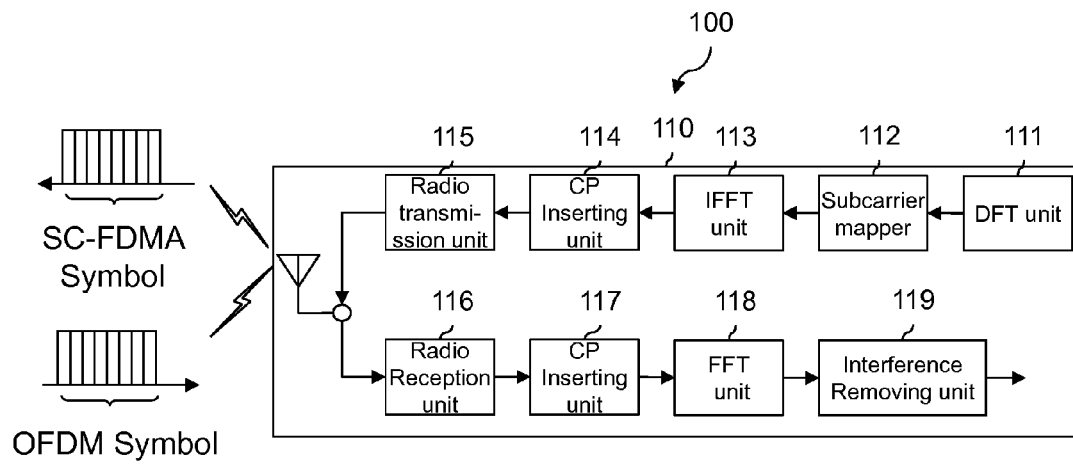 100
115
114
110
113
112
111
Radio
transmi-
ssion unit
CP
Inserting
unit
IFFT
unit
Subcarrier
mapper
DFT unit
SC-FDMA
Symbol
116
117
118
119
Radio
Reception
unit
CP
Inserting
unit
FFT
unit
Interference
Removing unit
OFDM Symbol